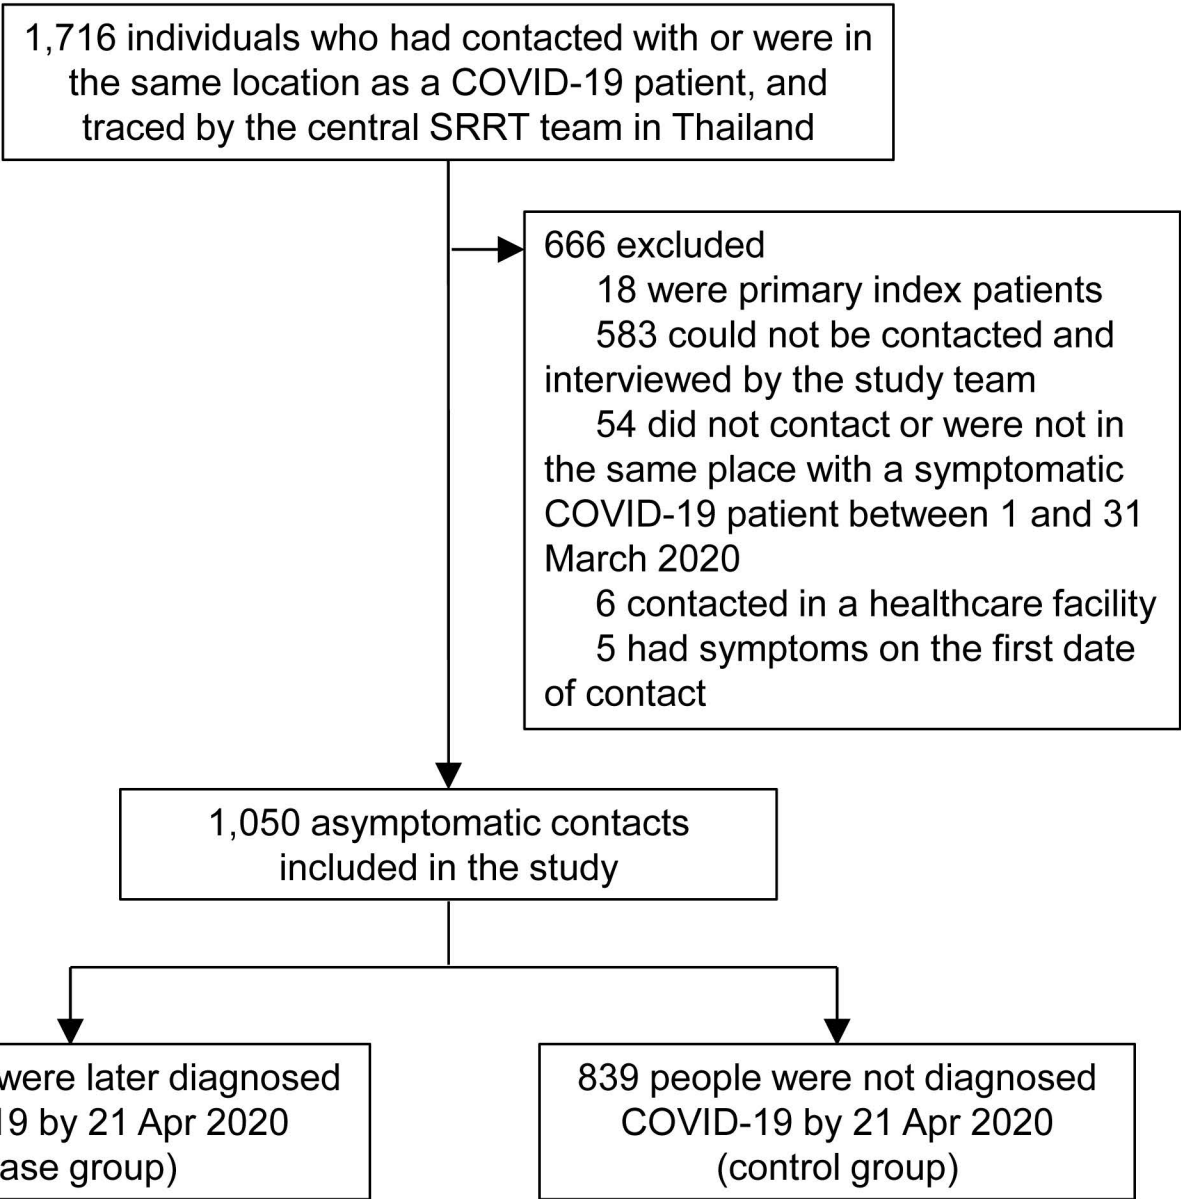 1,716 individuals who had contacted with or were in
the same location as a COVID-19 patient, and
traced by the central SRRT team in Thailand
666 excluded
18 were primary index patients
583 could not be contacted and
interviewed by the study team
54 did not contact or were not in
the same place with a symptomatic
COVID-19 patient between 1 and 31
March 2020
6 contacted in a healthcare facility
5 had symptoms on the first date
of contact
1,050 asymptomatic contacts
included in the study
were later diagnosed
19 by 21 Apr 2020
group)
839 people were not diagnosed
COVID-19 by 21 Apr 2020
(control group)